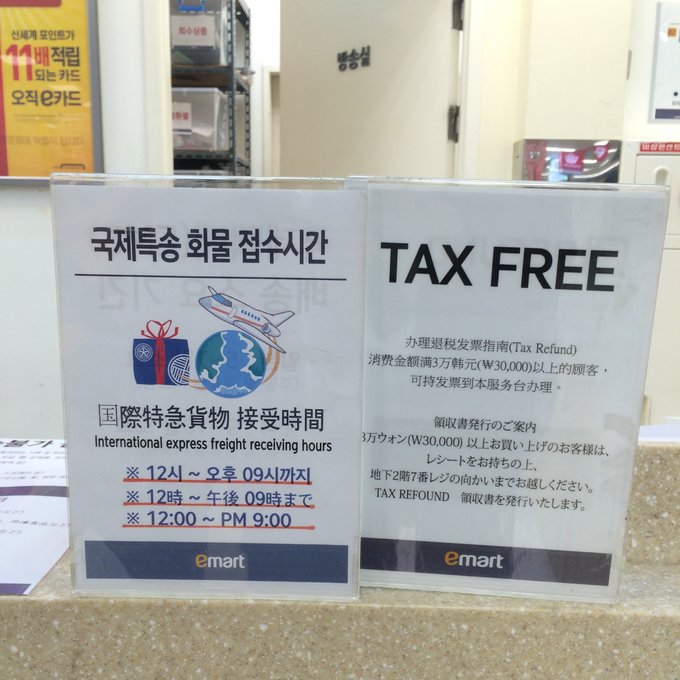 신세계 포인트가
11배적립
되는카드
오직 e카드
회수상품
방송실
비상콘센트
국제특송 화물 접수시간
国際特急貨物 接受時間
International express freight receiving hours
※ 12시 ~ 오후 09시까지
※ 12時 ~ 午後 09時まで
※ 12:00 ~ PM 9:00
emart
TAX FREE
办理退税发票指南(Tax Refund)
消费金额满3万韩元(₩30,000)以上的顾客，
可持发票到本服务台办理。
領収書発行のご案内
3万ウォン(W30,000) 以上お買い上げのお客様は、
レシートをお持ちの上、
地下2階7番レジの向かいまでお越しください。
TAX REFOUND 領収書を発行いたします。
emart